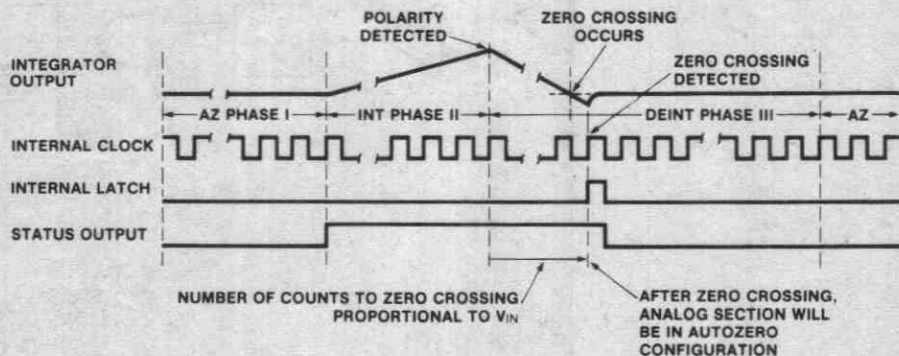 POLARITY
DETECTED
ZERO CROSSING
OCCURS
INTEGRATOR
OUTPUT
ZERO CROSSING
DETECTED
AZ PHASE I
INT PHASE II
DEINT PHASE III
AZ
INTERNAL CLOCK
INTERNAL LATCH
STATUS OUTPUT
NUMBER OF COUNTS TO ZERO CROSSING
PROPORTIONAL TO VIN
AFTER ZERO CROSSING,
ANALOG SECTION WILL
BE IN AUTOZERO
CONFIGURATION